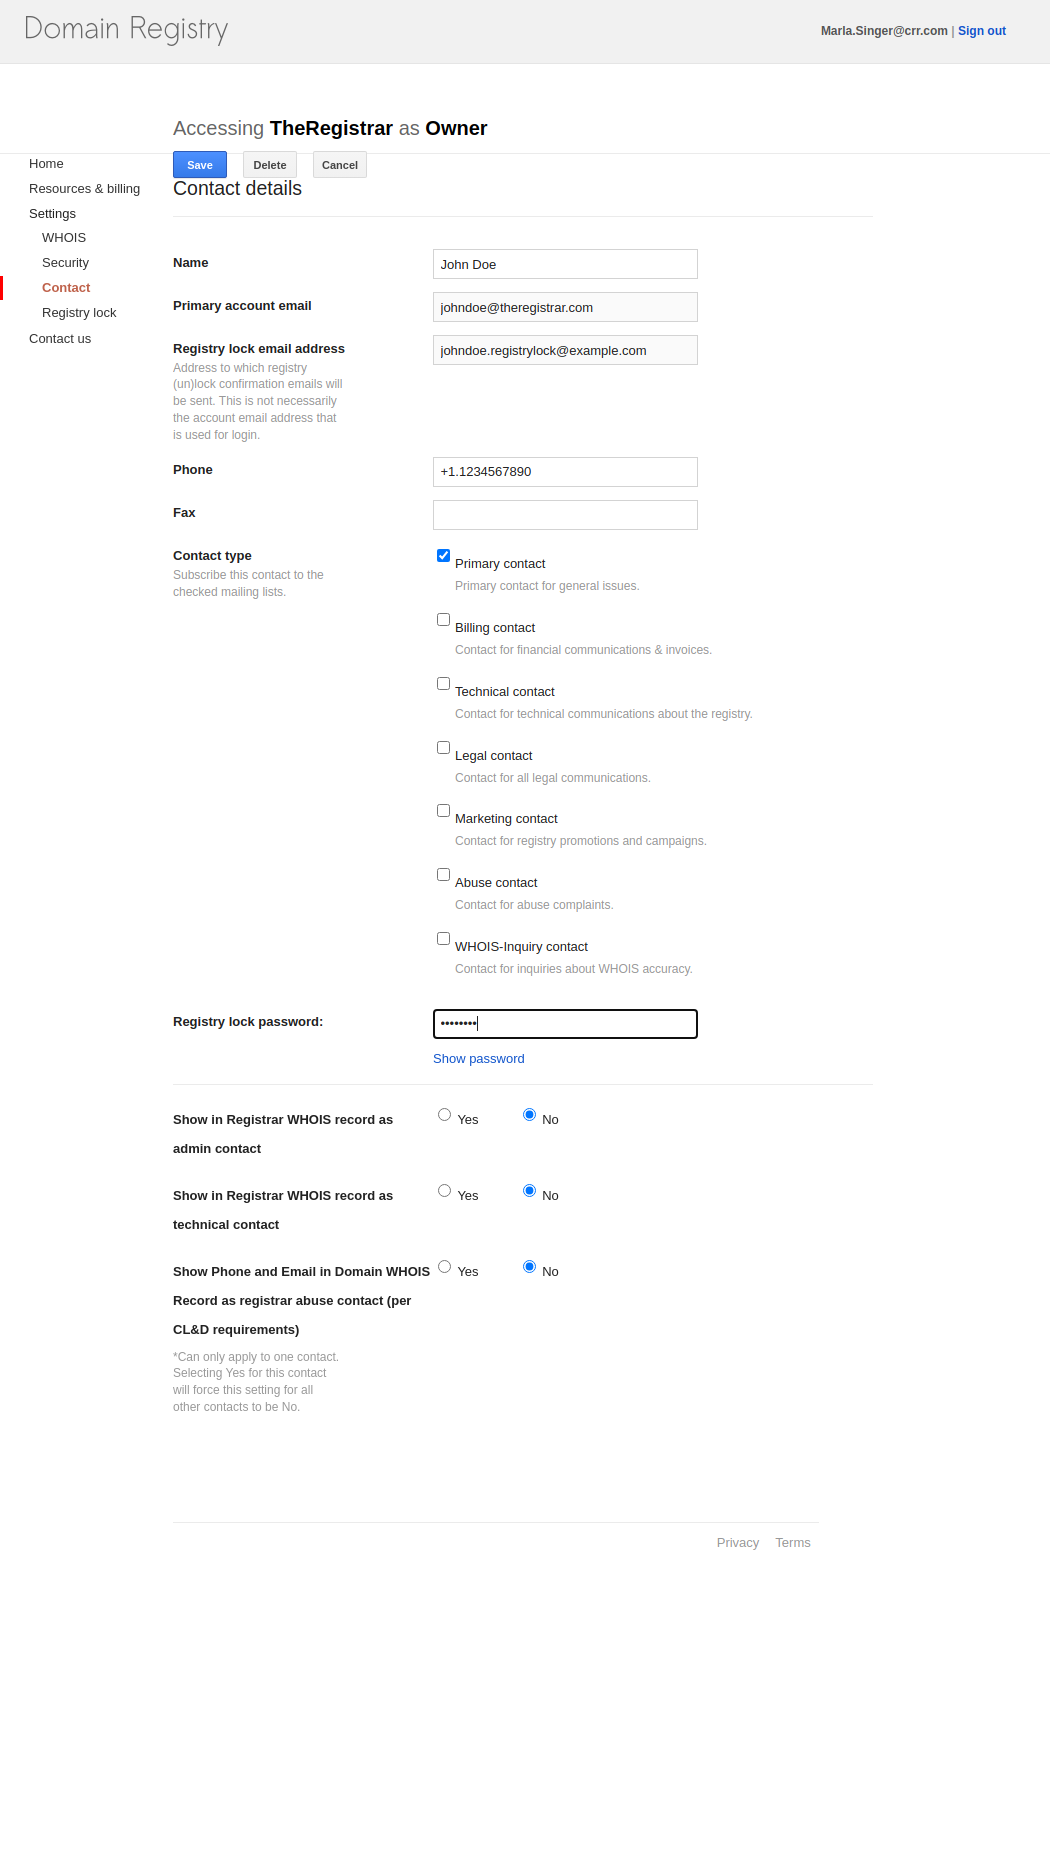 Domain Registry
Marla.Singer@crr.com | Sign out
Accessing TheRegistrar as Owner
Home
Resources & billing
Settings
WHOIS
Security
Contact
Registry lock
Contact us
Save Delete Cancel
Contact details
Name
John Doe
Primary account email
johndoe@theregistrar.com
Registry lock email address
johndoe.registrylock@example.com
Address to which registry
(un)lock confirmation emails will
be sent. This is not necessarily
the account email address that
is used for login.
Phone
+1.1234567890
Fax
Contact type
Subscribe this contact to the
checked mailing lists.
Primary contact
Primary contact for general issues.
Billing contact
Contact for financial communications & invoices.
Technical contact
Contact for technical communications about the registry.
Legal contact
Contact for all legal communications.
Marketing contact
Contact for registry promotions and campaigns.
Abuse contact
Contact for abuse complaints.
WHOIS-Inquiry contact
Contact for inquiries about WHOIS accuracy.
Registry lock password:
••••••••
Show password
Show in Registrar WHOIS record as
admin contact
Yes No
Show in Registrar WHOIS record as
technical contact
Yes No
Show Phone and Email in Domain WHOIS
Record as registrar abuse contact (per
CL&D requirements)
Yes No
*Can only apply to one contact.
Selecting Yes for this contact
will force this setting for all
other contacts to be No.
Privacy Terms